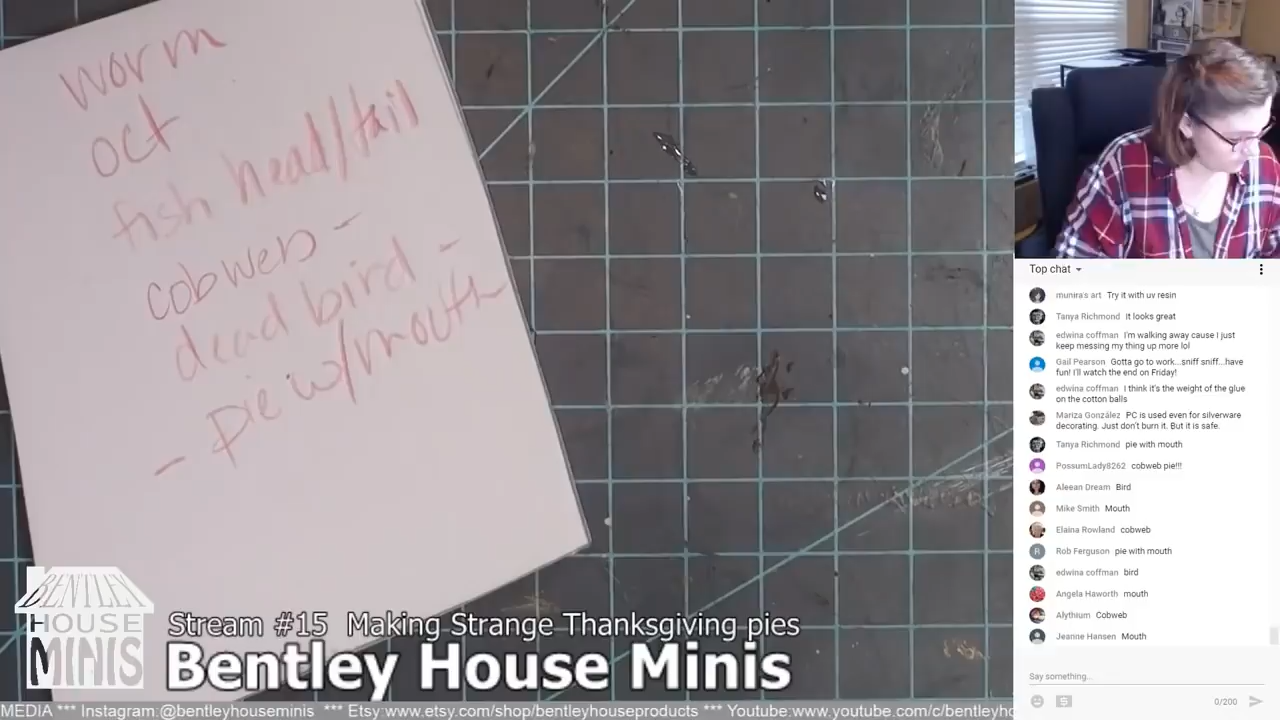 worm
oct
fish head/tail
cobweb -
dead bird -
- pie w/mouth
BENTLEY
HOUSE
MINIS
Stream #15 Making Strange Thanksgiving pies
Bentley House Minis
MEDIA *** Instagram:@bentleyhouseminis *** Etsy:www.etsy.com/shop/bentleyhouseproducts *** Youtube:www.youtube.com/c/bentleyho
Top chat
munira's art Try it with uv resin
Tanya Richmond it looks great
edwina coffman I'm walking away cause I just
keep messing my thing up more lol
Gail Pearson Gotta go to work...sniff sniff...have
fun! I'll watch the end on Friday!
edwina coffman I think it's the weight of the glue
on the cotton balls
Mariza González PC is used even for silverware
decorating. Just don't burn it. But it is safe.
Tanya Richmond pie with mouth
PossumLady8262 cobweb pie!!!
Aleean Dream Bird
Mike Smith Mouth
Elaina Rowland cobweb
R Rob Ferguson pie with mouth
edwina coffman bird
Angela Haworth mouth
Alythium Cobweb
Jeanne Hansen Mouth
Say something...
0/200